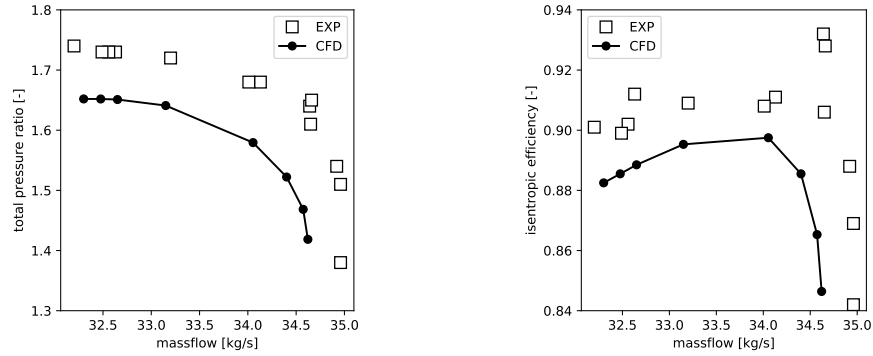 1.8
1.7
1.6
1.5
1.4
1.3
total pressure ratio [-]
EXP
CFD
32.5 33.0 33.5 34.0 34.5 35.0
massflow [kg/s]
0.94
0.92
0.90
0.88
0.86
0.84
isentropic efficiency [-]
EXP
CFD
32.5 33.0 33.5 34.0 34.5 35.0
massflow [kg/s]